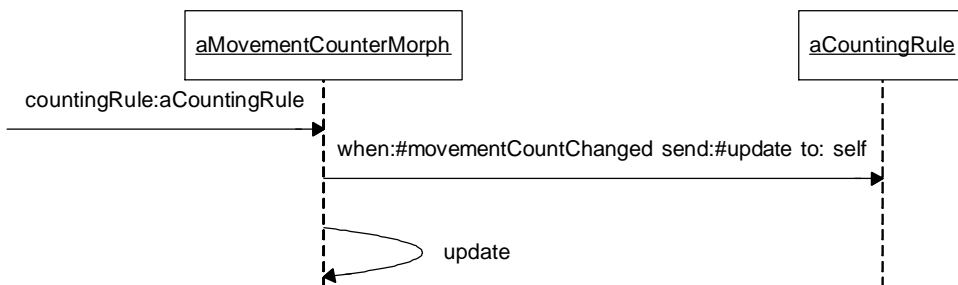 aMovementCounterMorph
aCountingRule
countingRule:aCountingRule
when:#movementCountChanged send:#update to: self
update